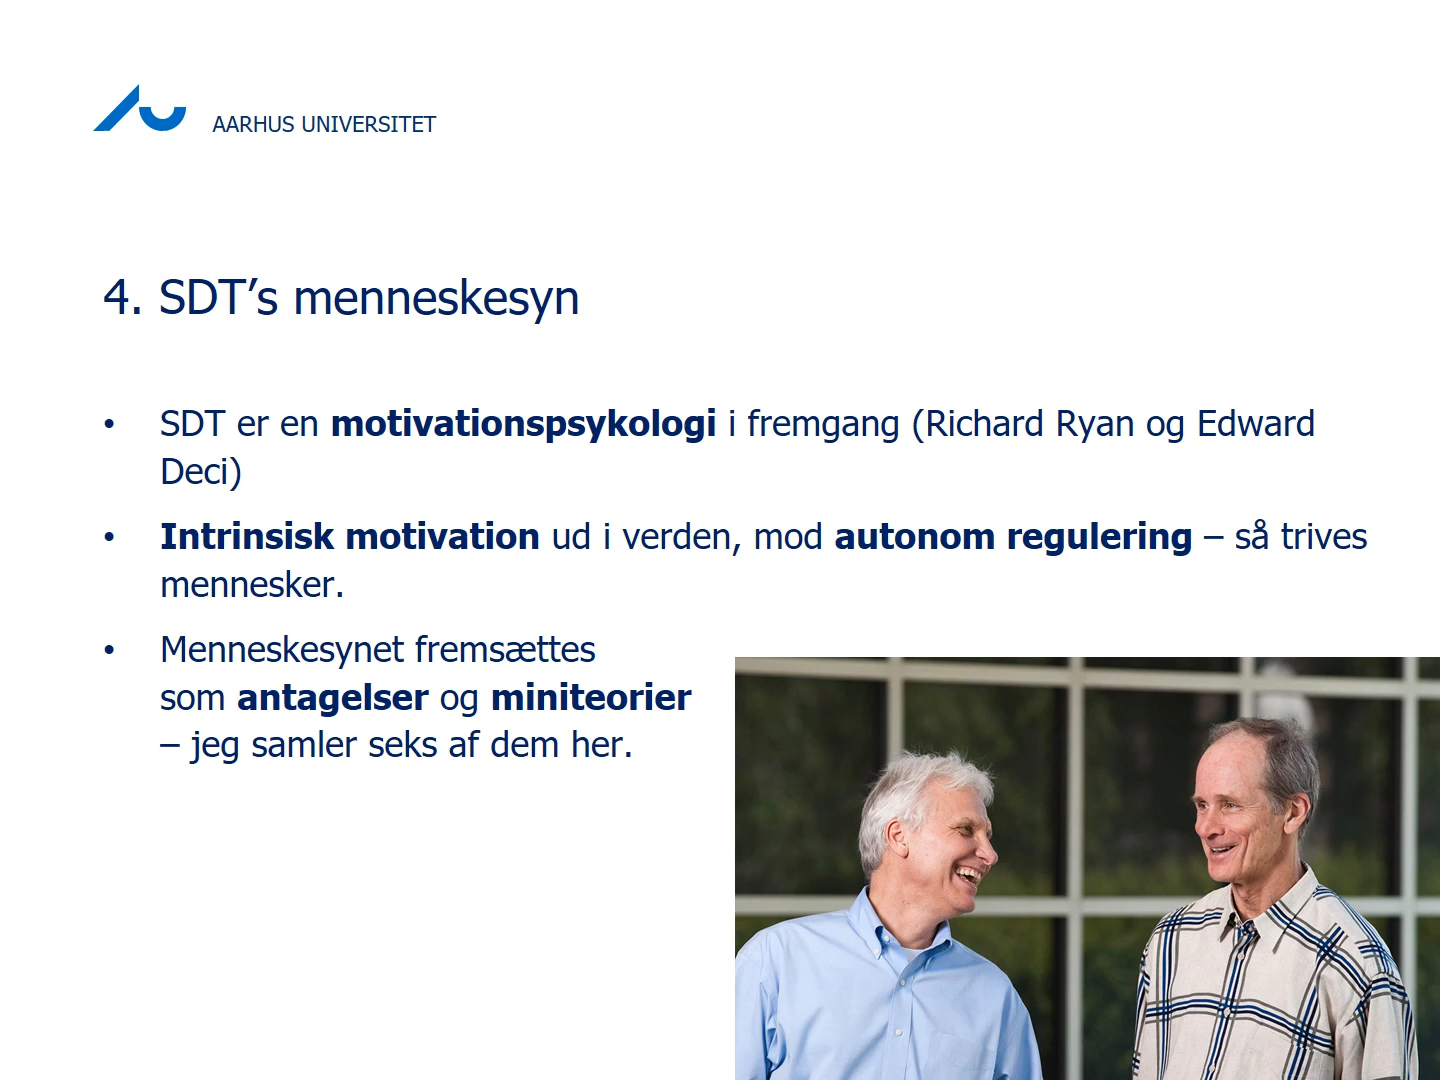 AARHUS UNIVERSITET
4. SDT’s menneskesyn
• SDT er en motivationspsykologi i fremgang (Richard Ryan og Edward
Deci)
• Intrinsisk motivation ud i verden, mod autonom regulering – så trives
mennesker.
• Menneskesynet fremsættes
som antagelser og miniteorier
– jeg samler seks af dem her.